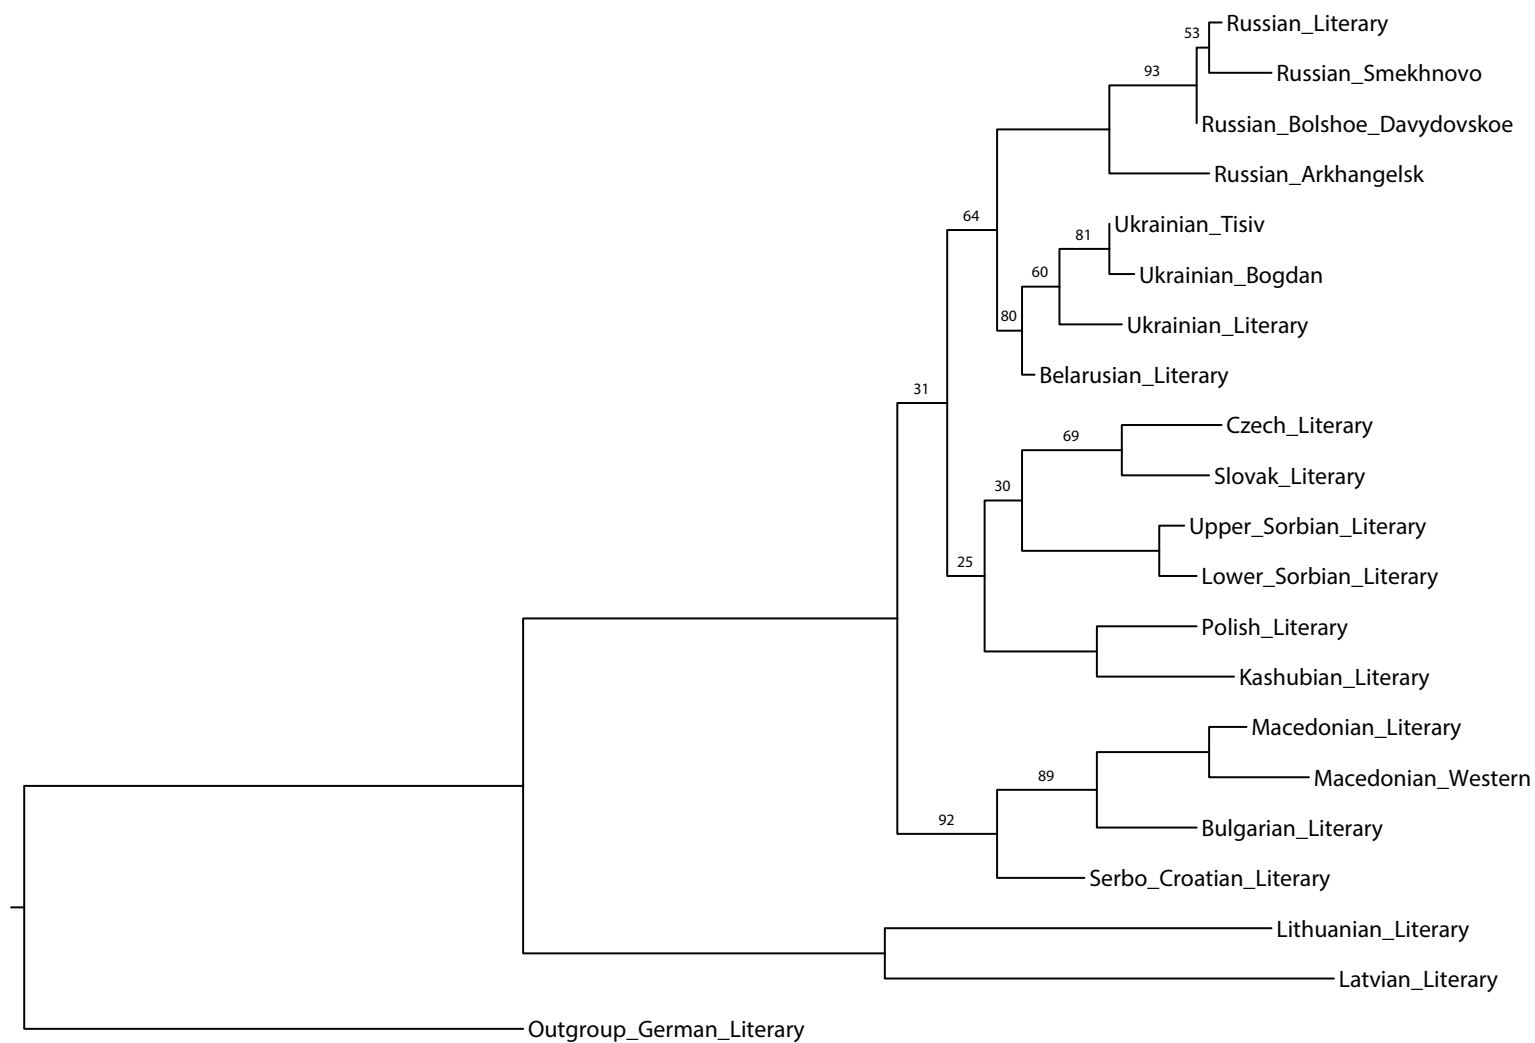 Russian_Literary
53
Russian_Smekhnovo
93
Russian_Bolshoe_Davydovskoe
Russian_Arkhangelsk
64
Ukrainian_Tisiv
81
Ukrainian_Bogdan
60
Ukrainian_Literary
80
Belarusian_Literary
31
Czech_Literary
69
Slovak_Literary
30
Upper_Sorbian_Literary
25
Lower_Sorbian_Literary
Polish_Literary
Kashubian_Literary
Macedonian_Literary
89
Macedonian_Western
92
Bulgarian_Literary
Serbo_Croatian_Literary
Lithuanian_Literary
Latvian_Literary
Outgroup_German_Literary